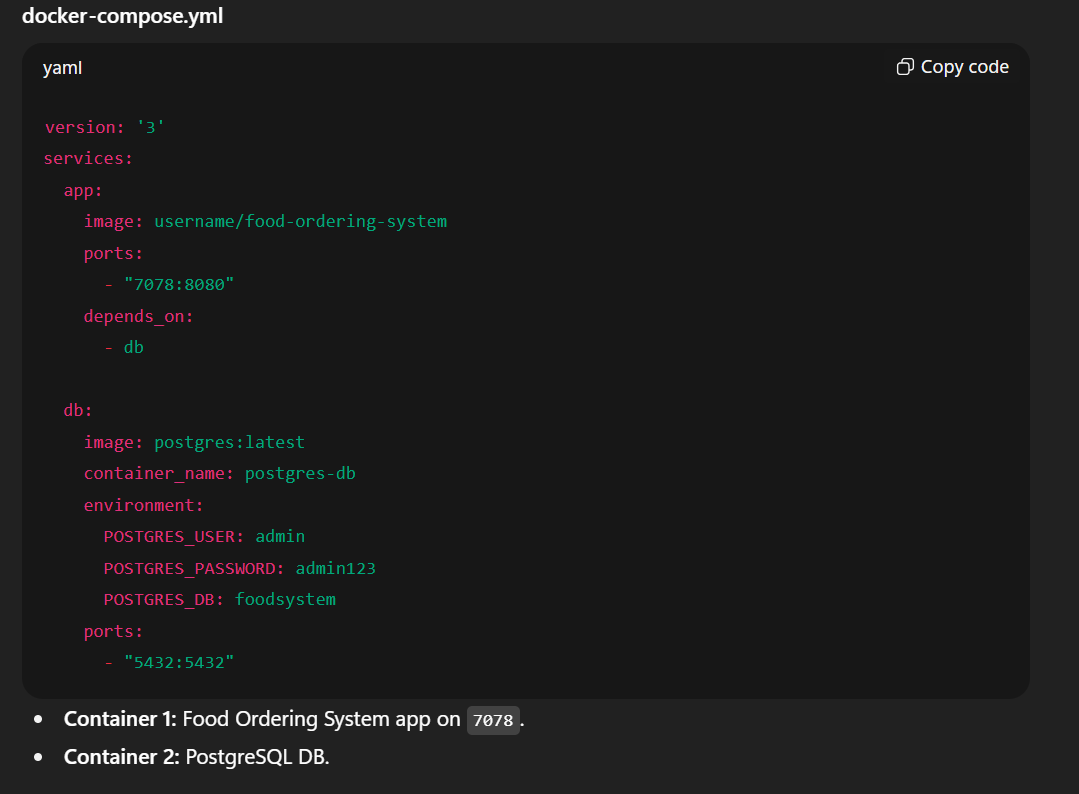 docker-compose.yml
yaml
Copy code
version: '3'
services:
  app:
    image: username/food-ordering-system
    ports:
      - "7078:8080"
    depends_on:
      - db
  db:
    image: postgres:latest
    container_name: postgres-db
    environment:
      POSTGRES_USER: admin
      POSTGRES_PASSWORD: admin123
      POSTGRES_DB: foodsystem
    ports:
      - "5432:5432"
• Container 1: Food Ordering System app on 7078.
• Container 2: PostgreSQL DB.